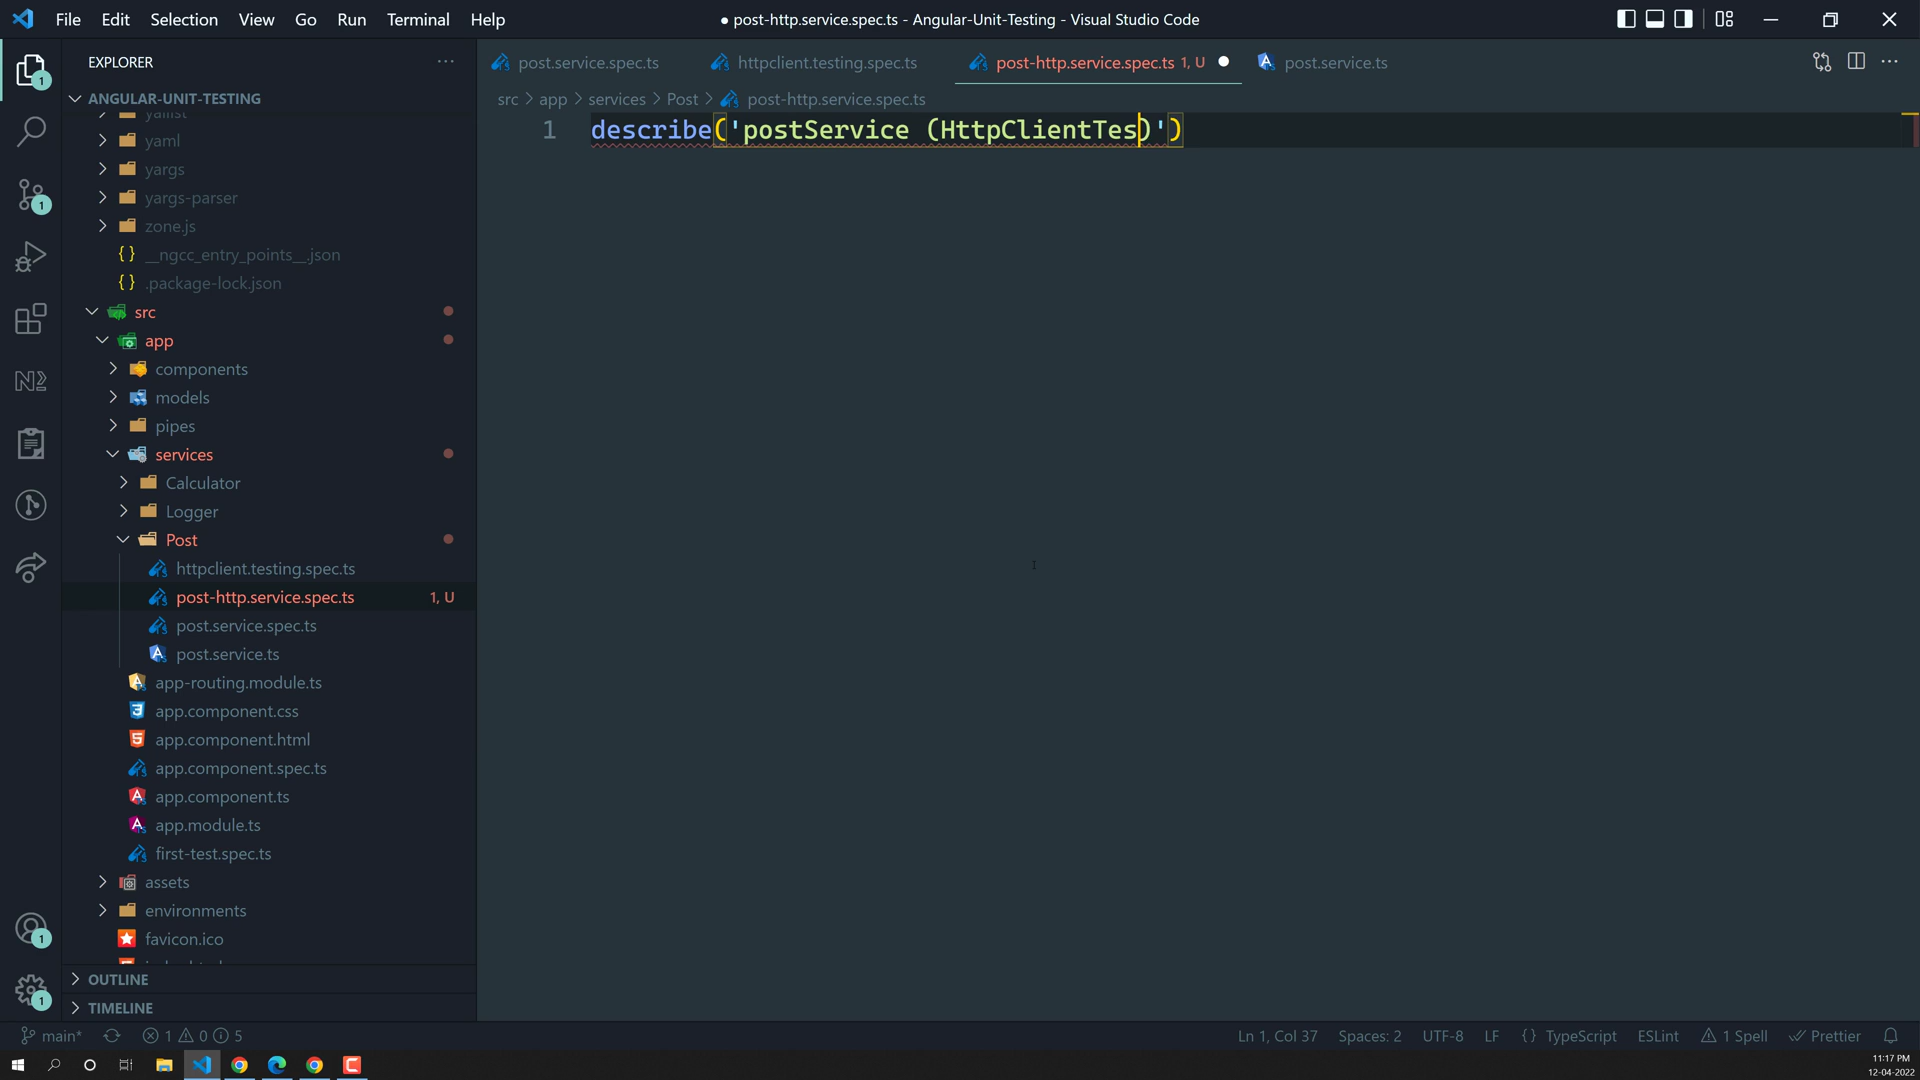 File Edit Selection View Go Run Terminal Help
● post-http.service.spec.ts - Angular-Unit-Testing - Visual Studio Code
EXPLORER
post.service.spec.ts
httpclient.testing.spec.ts
post-http.service.spec.ts 1, U
post.service.ts
ANGULAR-UNIT-TESTING
src > app > services > Post > post-http.service.spec.ts
1 describe('postService (HttpClientTes)')
yallist
yaml
yargs
yargs-parser
zone.js
__ngcc_entry_points__.json
.package-lock.json
src
app
components
models
pipes
services
Calculator
Logger
Post
httpclient.testing.spec.ts
post-http.service.spec.ts 1, U
post.service.spec.ts
post.service.ts
app-routing.module.ts
app.component.css
app.component.html
app.component.spec.ts
app.component.ts
app.module.ts
first-test.spec.ts
assets
environments
favicon.ico
OUTLINE
TIMELINE
main* 1 0 5
Ln 1, Col 37 Spaces: 2 UTF-8 LF {} TypeScript ESLint 1 Spell Prettier
11:17 PM
12-04-2022